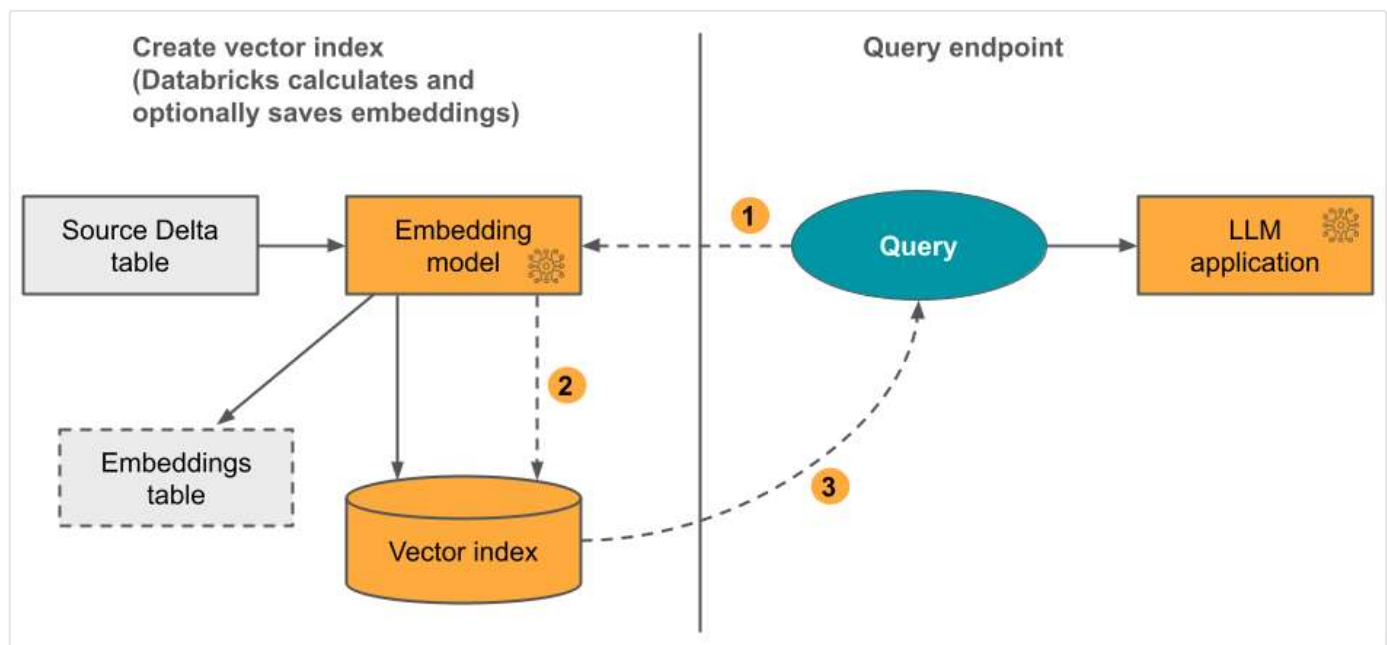 Create vector index
(Databricks calculates and
optionally saves embeddings)
Query endpoint
Source Delta
table
Embedding
model
1
Query
LLM
application
2
Embeddings
table
Vector index
3